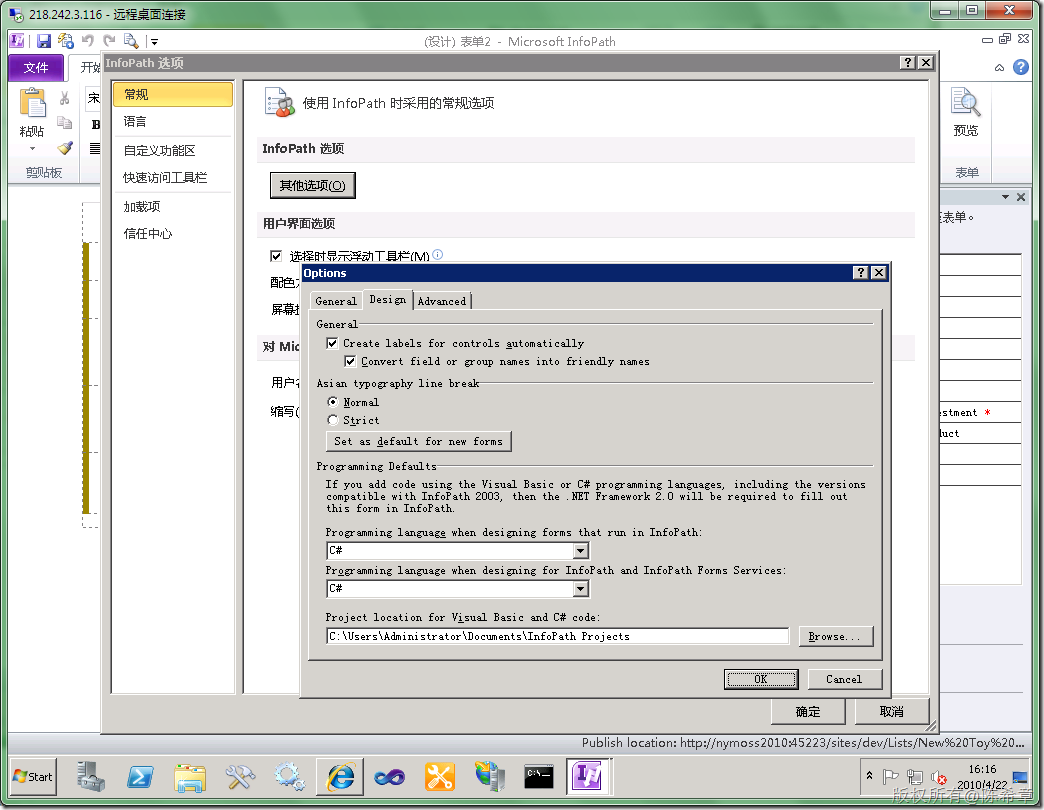 218.242.3.116 - 远程桌面连接
(设计) 表单2 - Microsoft InfoPath
文件
开始
InfoPath 选项
粘贴
剪贴板
宋
B
常规
语言
自定义功能区
快速访问工具栏
加载项
信任中心
使用 InfoPath 时采用的常规选项
InfoPath 选项
其他选项(O)
用户界面选项
选择时显示浮动工具栏(M)
配色
屏幕
对 Mic
用户名
缩写(
预览
表单
表单。
estment *
duct
Options
General
Design
Advanced
General
Create labels for controls automatically
Convert field or group names into friendly names
Asian typography line break
Normal
Strict
Set as default for new forms
Programming Defaults
If you add code using the Visual Basic or C# programming languages, including the versions
compatible with InfoPath 2003, then the .NET Framework 2.0 will be required to fill out
this form in InfoPath.
Programming language when designing forms that run in InfoPath:
C#
Programming language when designing for InfoPath and InfoPath Forms Services:
C#
Project location for Visual Basic and C# code:
C:\Users\Administrator\Documents\InfoPath Projects
Browse...
OK
Cancel
确定
取消
Publish location: http://nymoss2010:45223/sites/dev/Lists/New%20Toy%20...
Start
C:\
16:16
2010/4/22
版权所有@陈希章